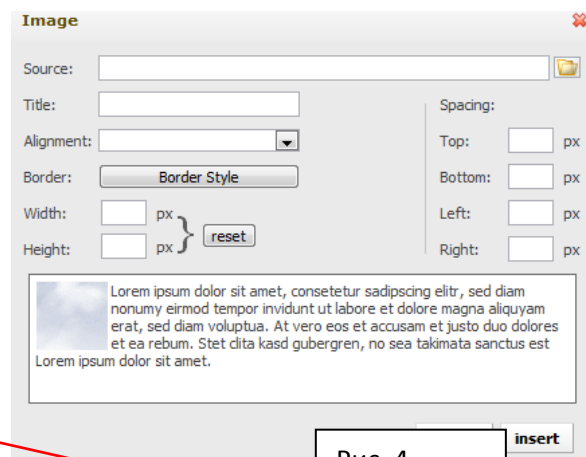 Image
Source:
Title:
Spacing:
Alignment:
Top: px
Border: Border Style
Bottom: px
Width: px
Left: px
} reset
Height: px
Right: px
Lorem ipsum dolor sit amet, consetetur sadipscing elitr, sed diam
nonumy eirmod tempor invidunt ut labore et dolore magna aliquyam
erat, sed diam voluptua. At vero eos et accusam et justo duo dolores
et ea rebum. Stet clita kasd gubergren, no sea takimata sanctus est
Lorem ipsum dolor sit amet.
insert